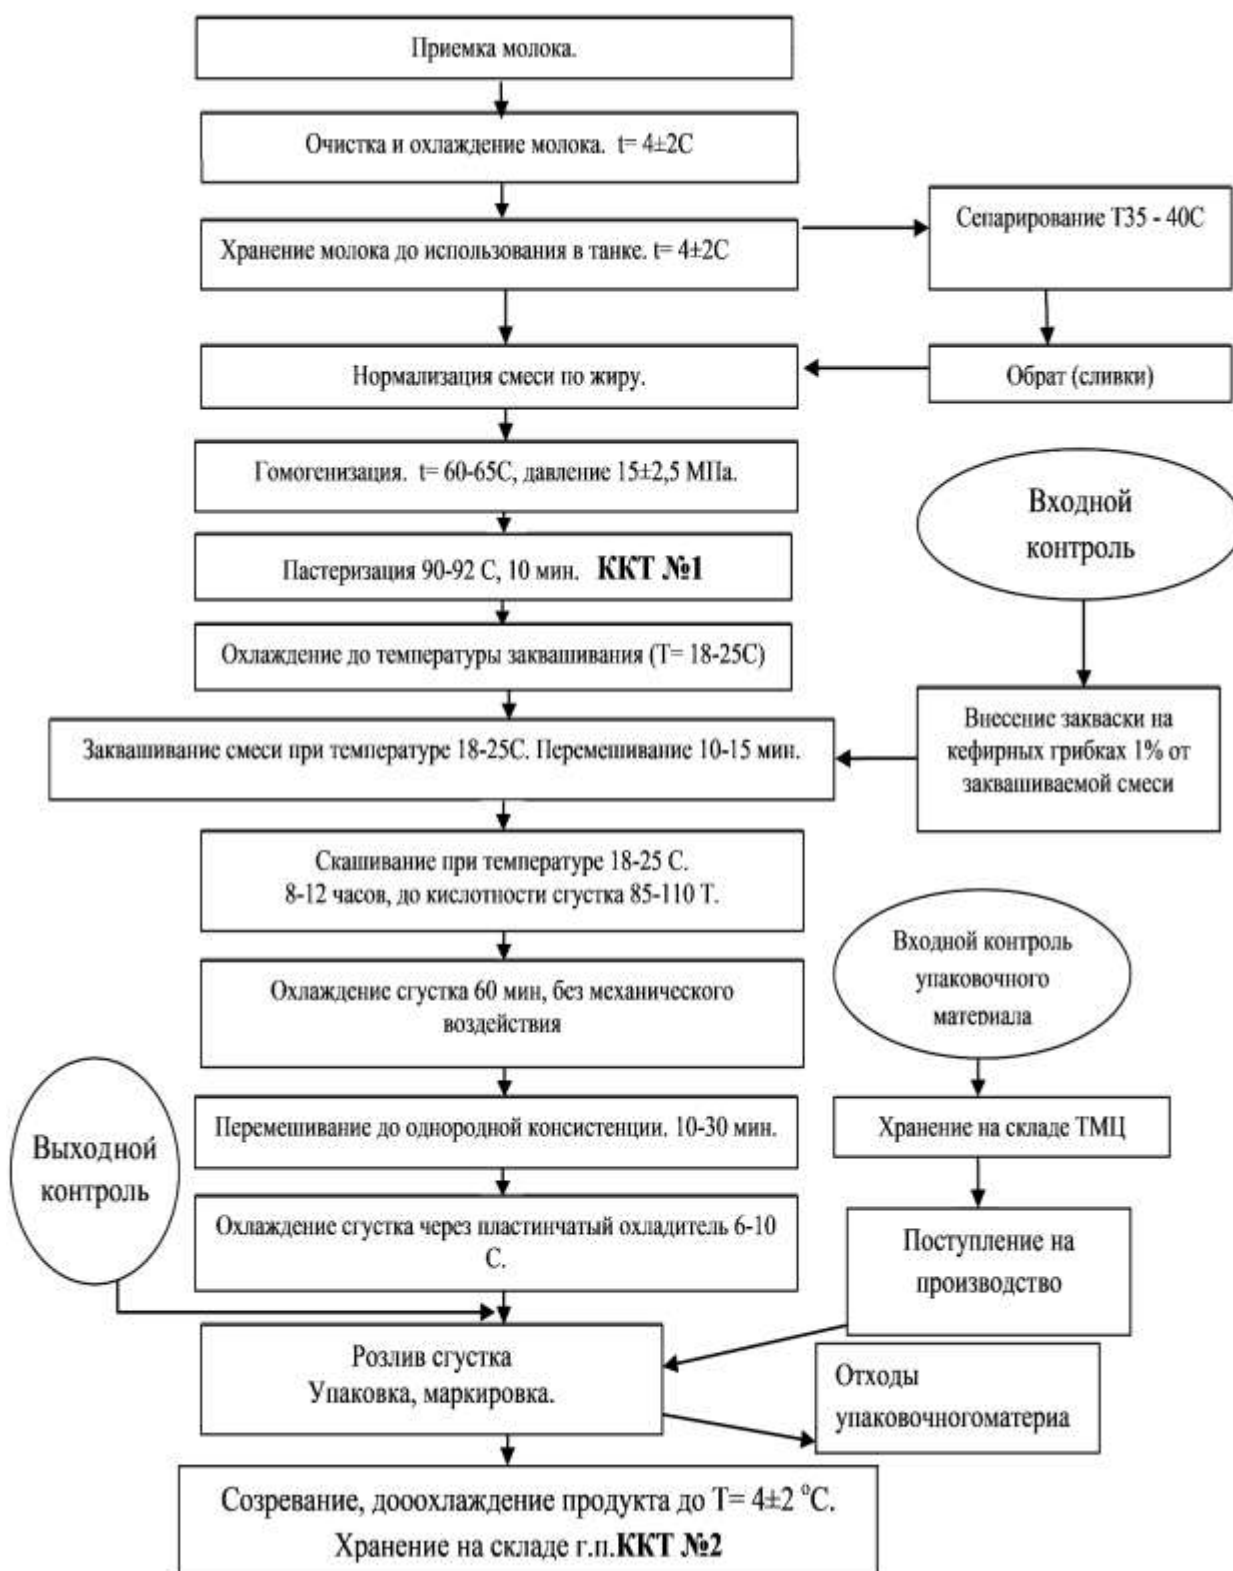 Приемка молока.
Очистка и охлаждение молока. t= 4±2С
Хранение молока до использования в танке. t= 4±2С
Сепарирование Т35 - 40С
Нормализация смеси по жиру.
Обрат (сливки)
Гомогенизация. t= 60-65С, давление 15±2,5 МПа.
Входной
контроль
Пастеризация 90-92 С, 10 мин. ККТ №1
Охлаждение до температуры заквашивания (Т= 18-25С)
Заквашивание смеси при температуре 18-25С. Перемешивание 10-15 мин.
Внесение закваски на
кефирных грибках 1% от
заквашиваемой смеси
Скашивание при температуре 18-25 С.
8-12 часов, до кислотности сгустка 85-110 Т.
Входной контроль
упаковочного
материала
Охлаждение сгустка 60 мин, без механического
воздействия
Перемешивание до однородной консистенции. 10-30 мин.
Хранение на складе ТМЦ
Выходной
контроль
Охлаждение сгустка через пластинчатый охладитель 6-10
С.
Поступление на
производство
Розлив сгустка
Упаковка, маркировка.
Отходы
упаковочногоматериа
Созревание, дооохлаждение продукта до Т= 4±2 °С.
Хранение на складе г.п.ККТ №2